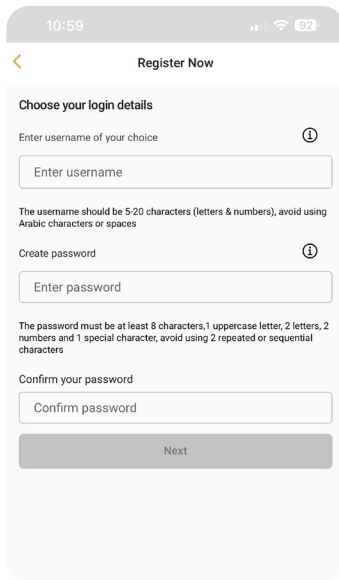 10:59
92
Register Now
Choose your login details
Enter username of your choice
Enter username
The username should be 5-20 characters (letters & numbers), avoid using
Arabic characters or spaces
Create password
Enter password
The password must be at least 8 characters,1 uppercase letter, 2 letters, 2
numbers and 1 special character, avoid using 2 repeated or sequential
characters
Confirm your password
Confirm password
Next